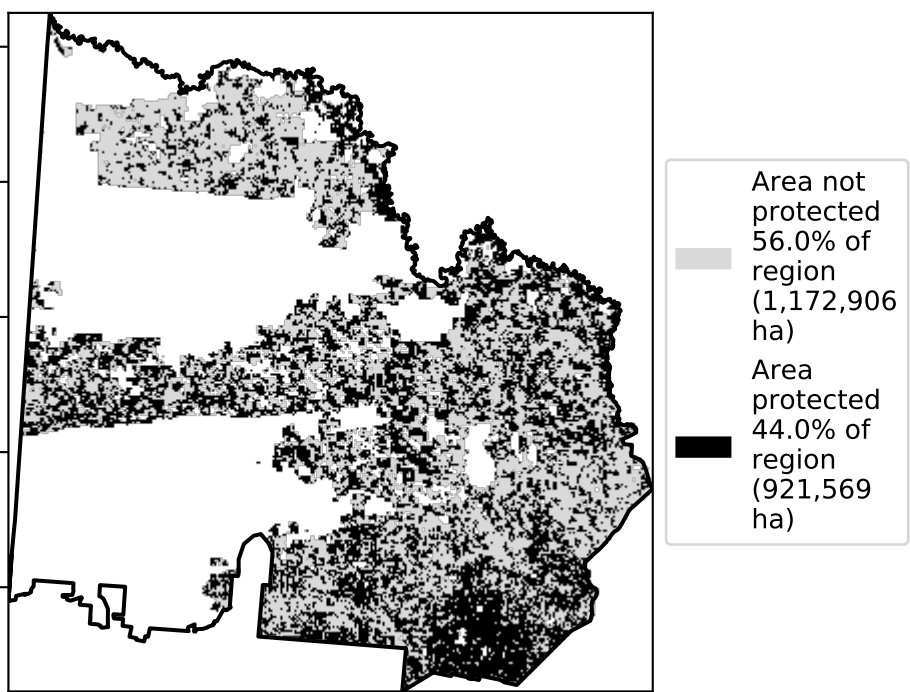 Area not
protected
56.0% of
region
(1,172,906
ha)
Area
protected
44.0% of
region
(921,569
ha)